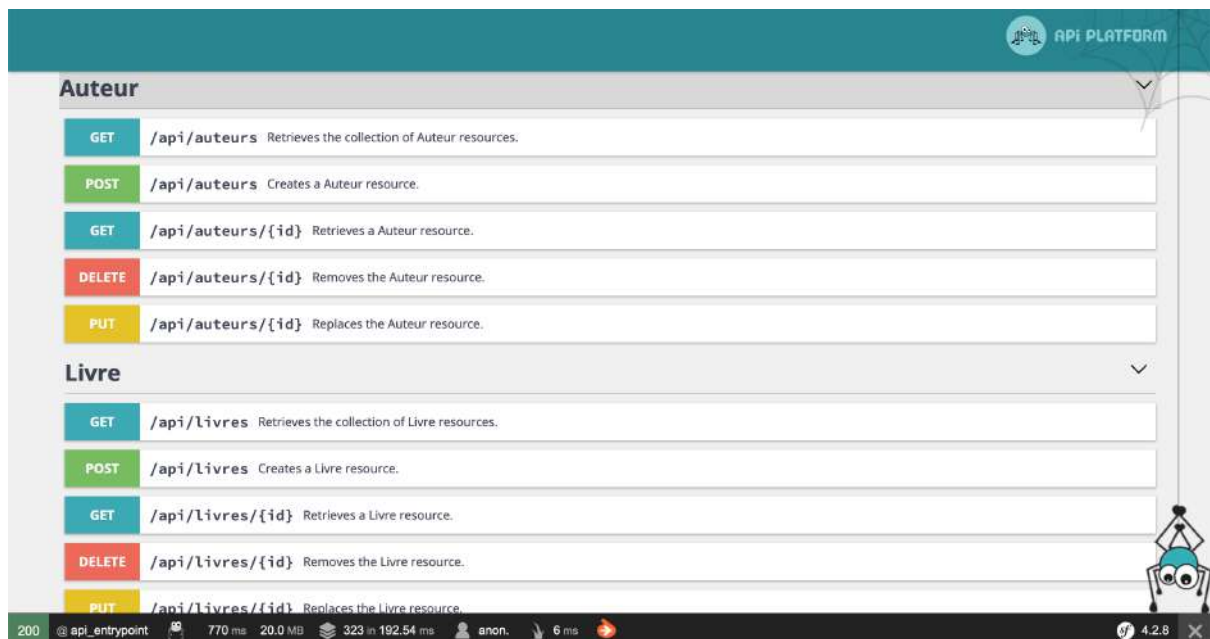 API PLATFORM
Auteur
GET /api/auteurs Retrieves the collection of Auteur resources.
POST /api/auteurs Creates a Auteur resource.
GET /api/auteurs/{id} Retrieves a Auteur resource.
DELETE /api/auteurs/{id} Removes the Auteur resource.
PUT /api/auteurs/{id} Replaces the Auteur resource.
Livre
GET /api/livres Retrieves the collection of Livre resources.
POST /api/livres Creates a Livre resource.
GET /api/livres/{id} Retrieves a Livre resource.
DELETE /api/livres/{id} Removes the Livre resource.
PUT /api/livres/{id} Replaces the Livre resource.
200 @ api_entrypoint 770 ms 20.0 MB 323 in 192.54 ms anon. 6 ms sf 4.2.8